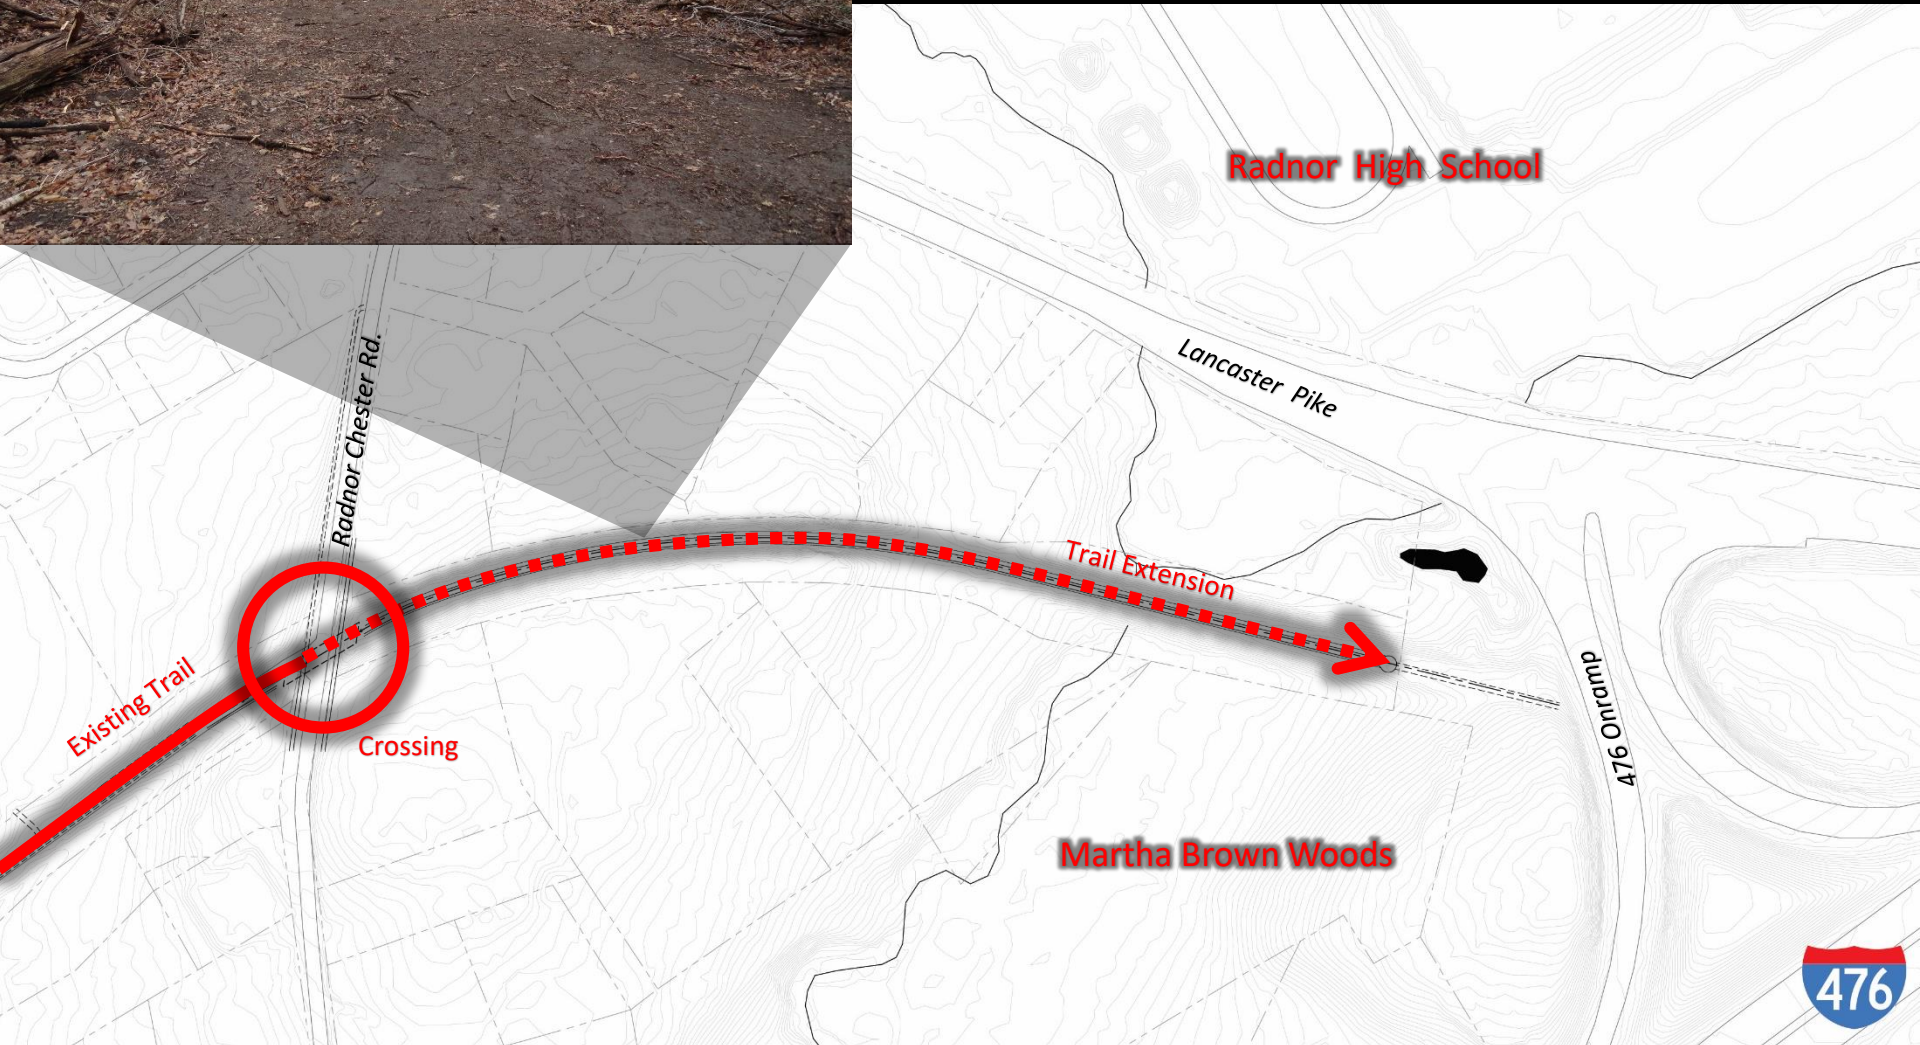 Radnor High School
Lancaster Pike
Radnor Chester Rd.
Trail Extension
Existing Trail
Crossing
476 Onramp
Martha Brown Woods
476